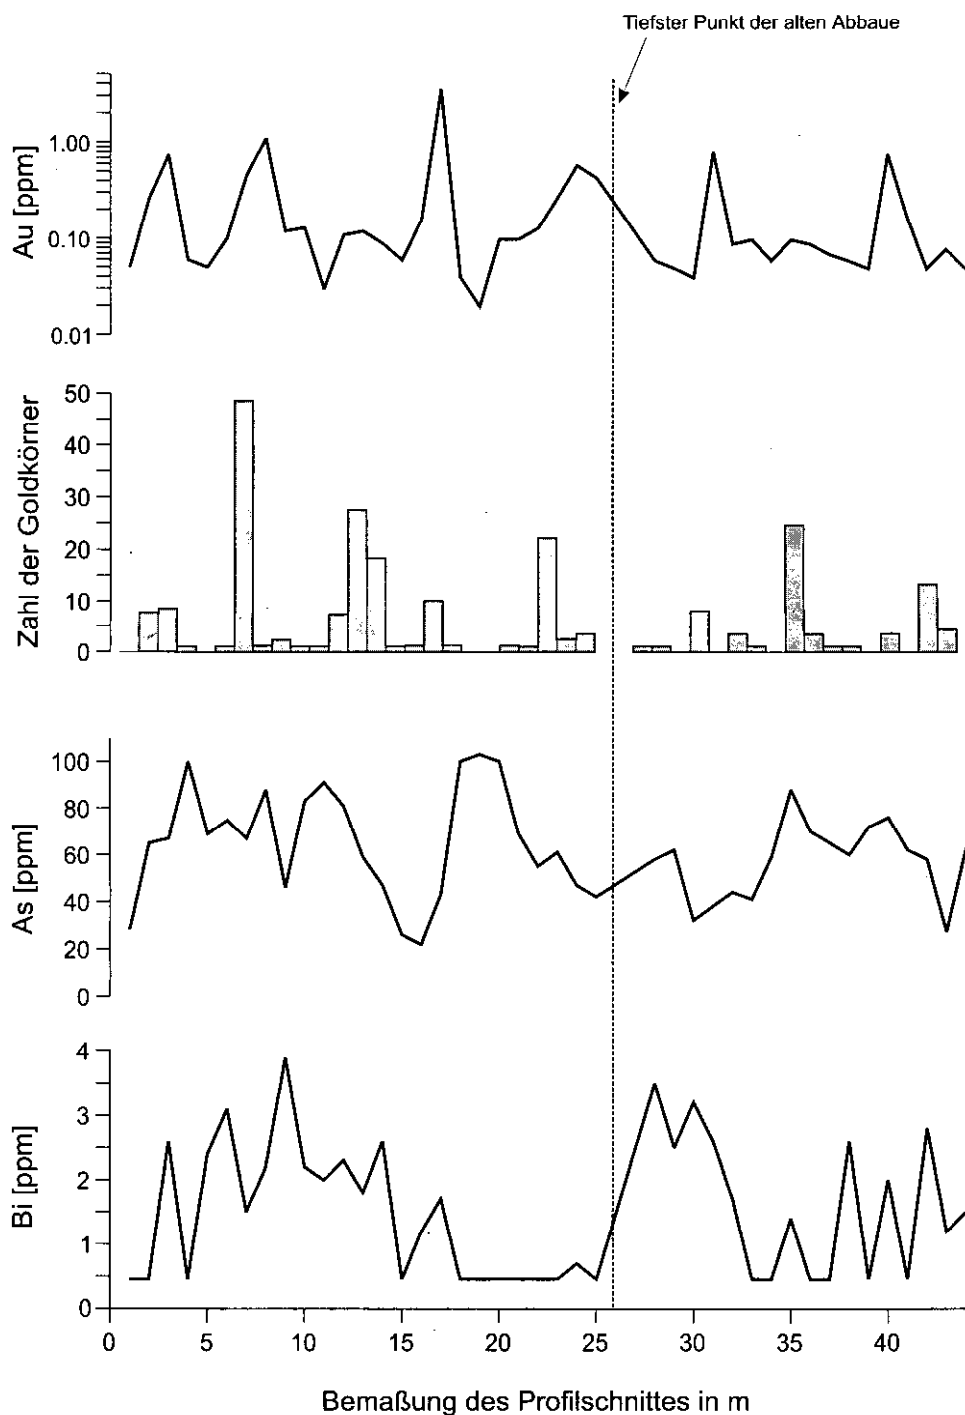 Tiefster Punkt der alten Abbaue
Au [ppm]
1.00
0.10
0.01
Zahl der Goldkörner
50
40
30
20
10
0
As [ppm]
100
80
60
40
20
0
Bi [ppm]
4
3
2
1
0
0 5 10 15 20 25 30 35 40
Bemaßung des Profilschnittes in m